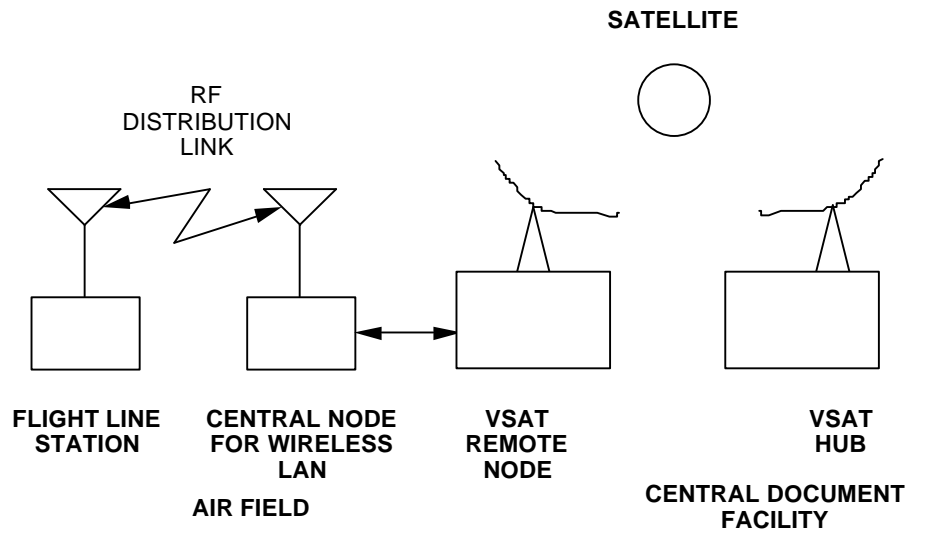 SATELLITE
RF
DISTRIBUTION
LINK
FLIGHT LINE
STATION
CENTRAL NODE
FOR WIRELESS
LAN
VSAT
REMOTE
NODE
VSAT
HUB
AIR FIELD
CENTRAL DOCUMENT
FACILITY